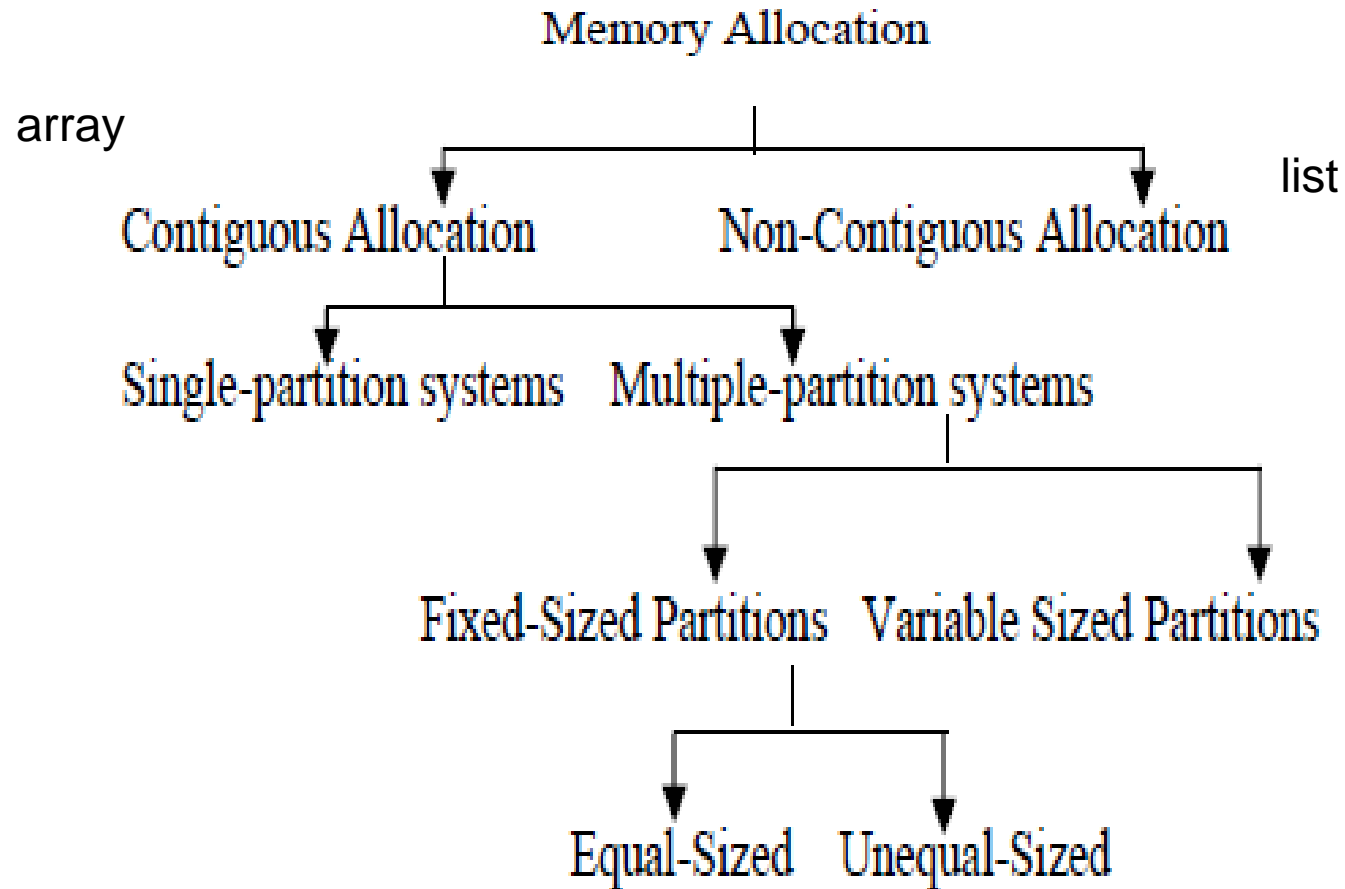 Memory Allocation
array
list
Contiguous Allocation
Non-Contiguous Allocation
Single-partition systems
Multiple-partition systems
Fixed-Sized Partitions
Variable Sized Partitions
Equal-Sized
Unequal-Sized